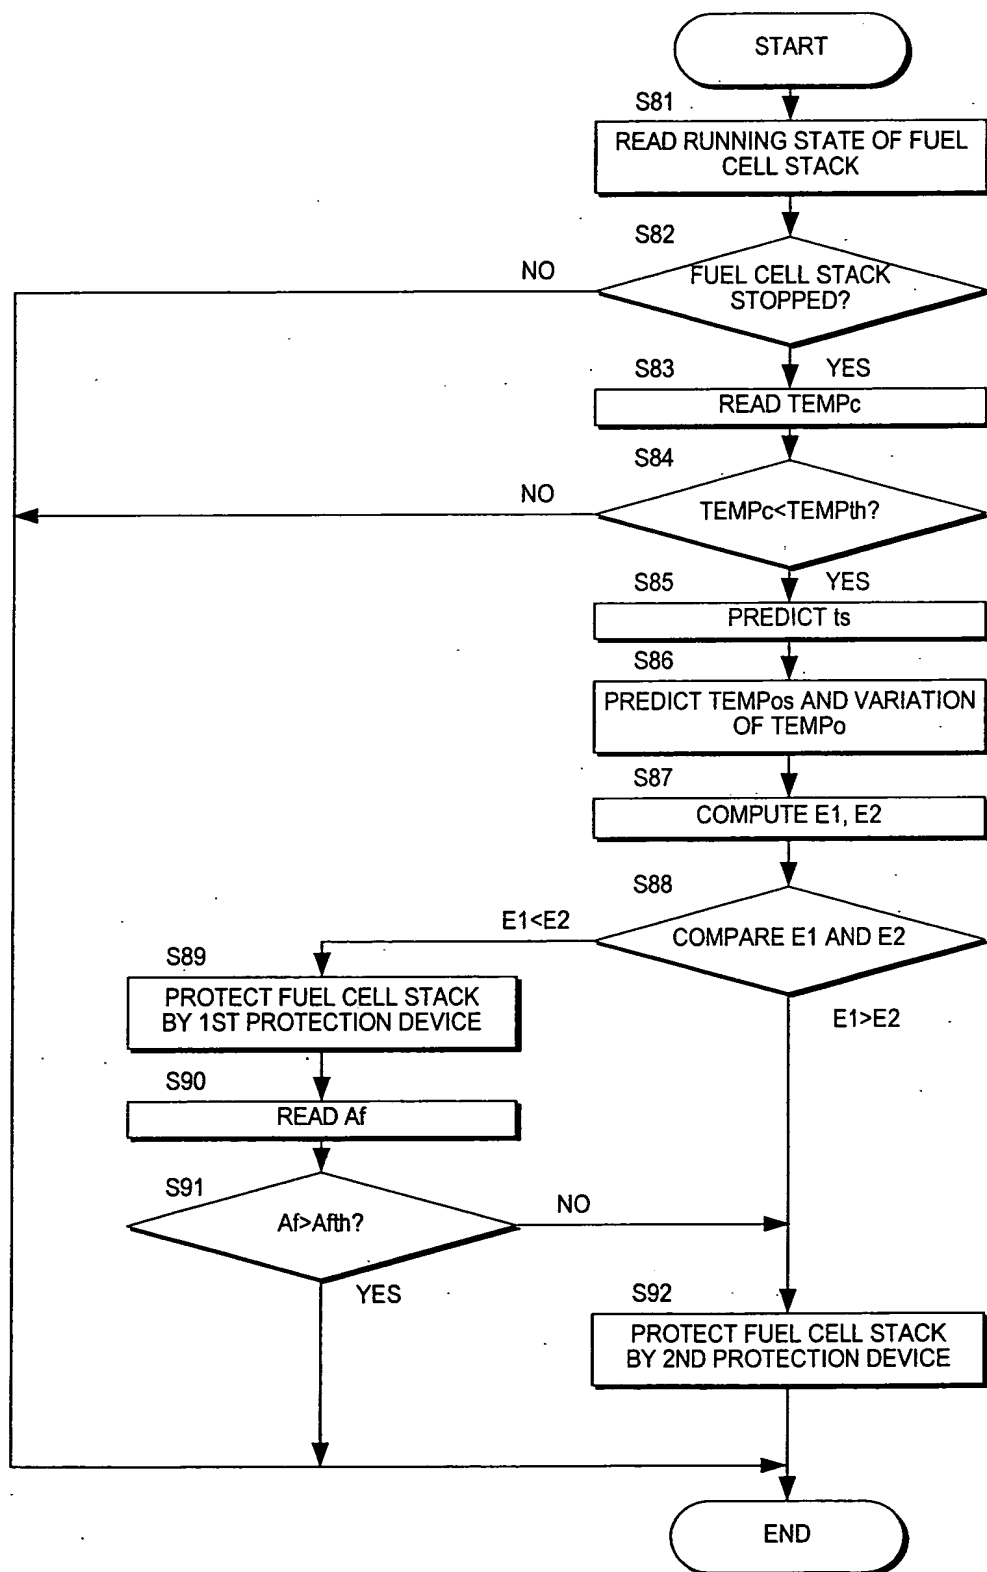 START
S81
READ RUNNING STATE OF FUEL
CELL STACK
S82
NO
FUEL CELL STACK
STOPPED?
S83
YES
READ TEMPc
S84
NO
TEMPc<TEMPth?
S85
YES
PREDICT ts
S86
PREDICT TEMPos AND VARIATION
OF TEMPo
S87
COMPUTE E1, E2
S88
E1<E2
COMPARE E1 AND E2
S89
PROTECT FUEL CELL STACK
BY 1ST PROTECTION DEVICE
E1>E2
S90
READ Af
S91
NO
Af>Afth?
YES
S92
PROTECT FUEL CELL STACK
BY 2ND PROTECTION DEVICE
END